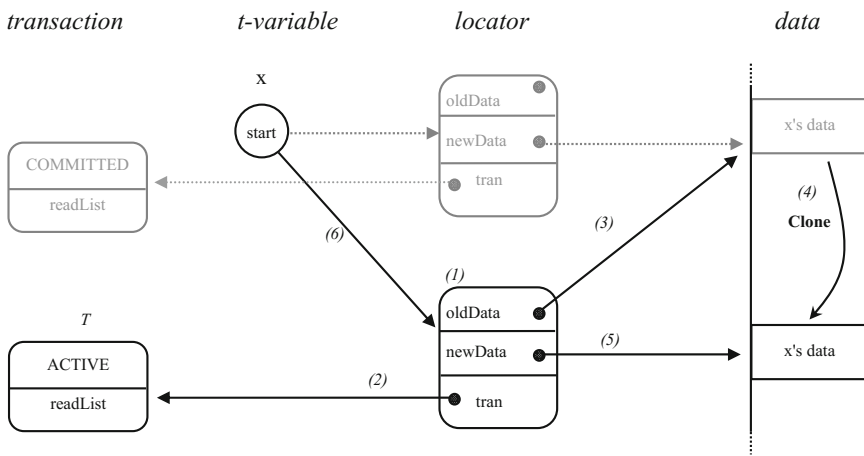 transaction t-variable locator data
x
start
oldData
newData
tran
x's data
COMMITTED
readList
(4)
Clone
(3)
(6)
(1)
T
oldData
newData
tran
(5)
x's data
ACTIVE
readList
(2)